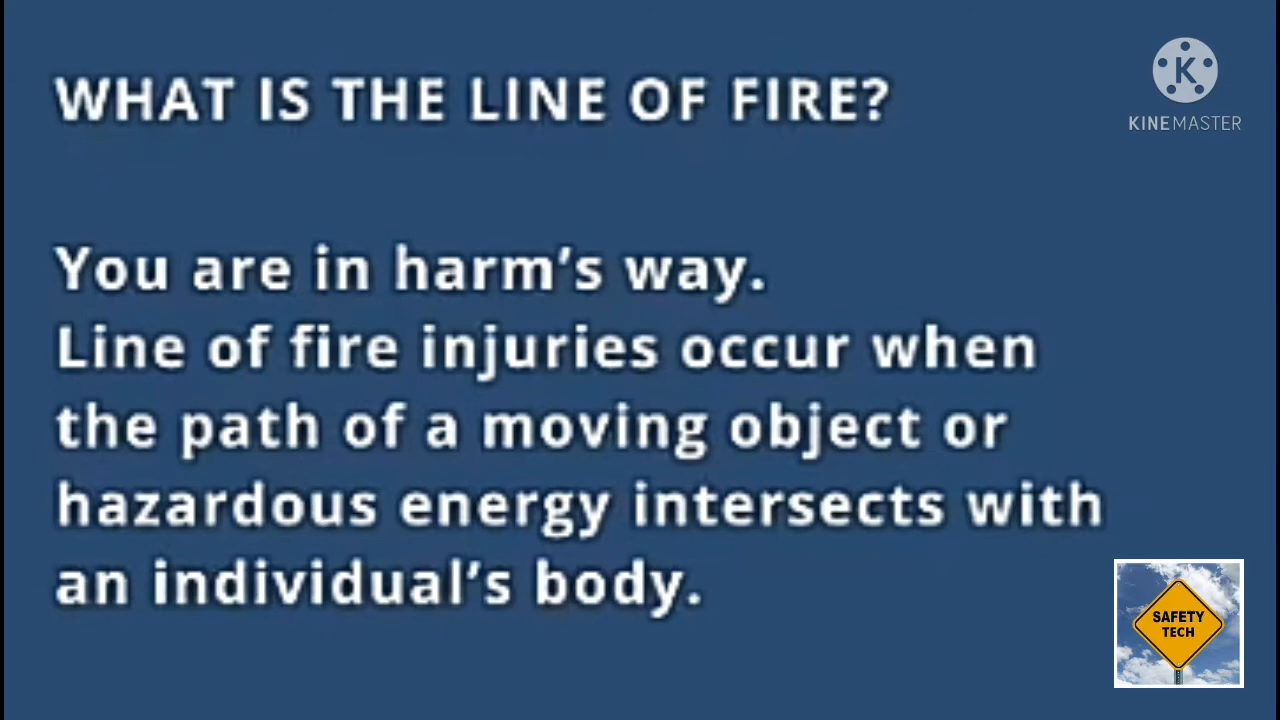 WHAT IS THE LINE OF FIRE?
K
KINEMASTER
You are in harm’s way.
Line of fire injuries occur when
the path of a moving object or
hazardous energy intersects with
an individual’s body.
SAFETY
TECH